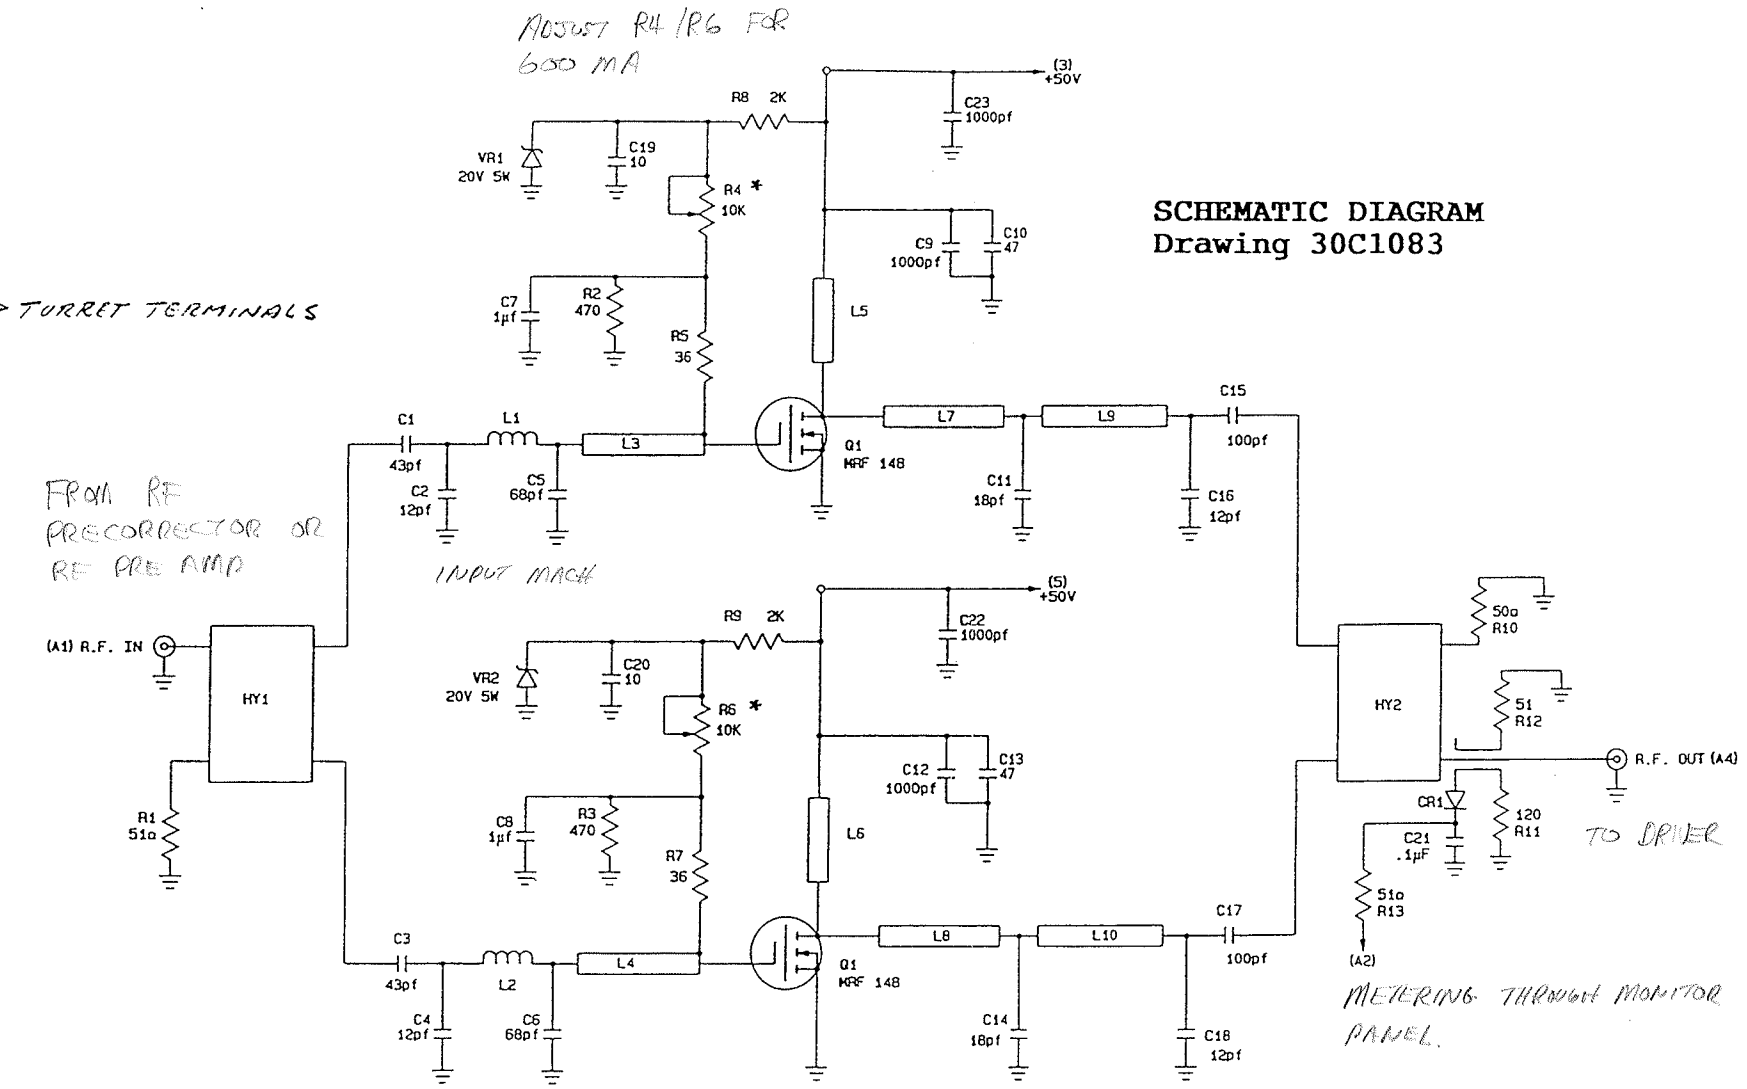 ADJUST R4/R6 FOR
600 MA
(3)
+50V
R8 2K
C23
1000pf
VR1
20V 5W
C19
10
R4 *
10K
SCHEMATIC DIAGRAM
Drawing 30C1083
C9
1000pf
C10
47
TURRET TERMINALS
C7
1µf
R2
470
L5
R5
36
C1
43pf
L1
L3
L7
L9
C15
100pf
Q1
MRF 148
C2
12pf
C5
68pf
C11
18pf
C16
12pf
FROM RF
PRECORRECTOR OR
RF PRE AMP
INPUT MACH
(5)
+50V
R9 2K
C22
1000pf
50Ω
R10
(A1) R.F. IN
HY1
VR2
20V 5W
C20
10
R6 *
10K
HY2
51
R12
C12
1000pf
C13
47
R.F. OUT (A4)
R1
51Ω
C8
1µf
R3
470
L6
CR1
120
R11
TO DRIVER
C21
.1µF
R7
36
51Ω
R13
C3
43pf
L2
L4
L8
L10
C17
100pf
(A2)
Q1
MRF 148
C4
12pf
C6
68pf
C14
18pf
C18
12pf
METERING THROUGH MONITOR
PANEL.